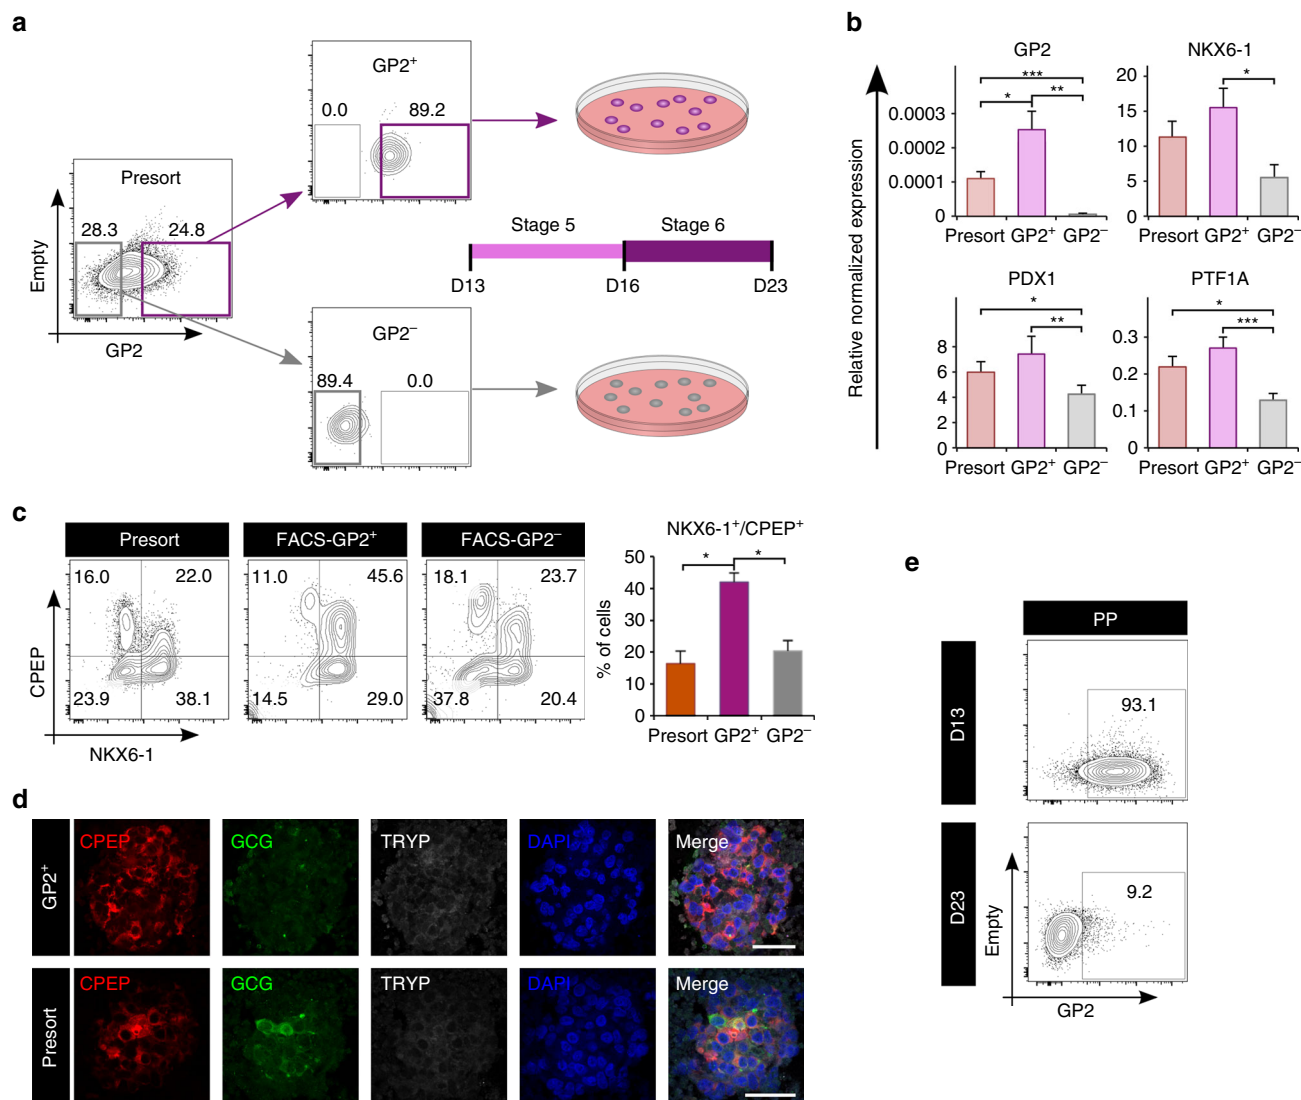 a
GP2+
0.0 89.2
Presort
28.3 24.8
Empty
GP2
Stage 5 Stage 6
D13 D16 D23
GP2−
89.4 0.0
b
Relative normalized expression
GP2
***
* **
0.0003
0.0002
0.0001
0
Presort GP2+ GP2−
NKX6-1
*
20
15
10
5
0
Presort GP2+ GP2−
PDX1
*
**
8
6
4
2
0
Presort GP2+ GP2−
PTF1A
*
***
0.3
0.2
0.1
0
Presort GP2+ GP2−
c
Presort FACS-GP2+ FACS-GP2−
16.0 22.0 11.0 45.6 18.1 23.7
23.9 38.1 14.5 29.0 37.8 20.4
CPEP
NKX6-1
NKX6-1+/CPEP+
* *
% of cells
50
40
30
20
10
0
Presort GP2+ GP2−
d
GP2+
CPEP GCG TRYP DAPI Merge
Presort
CPEP GCG TRYP DAPI Merge
e
PP
D13
93.1
D23
9.2
Empty
GP2